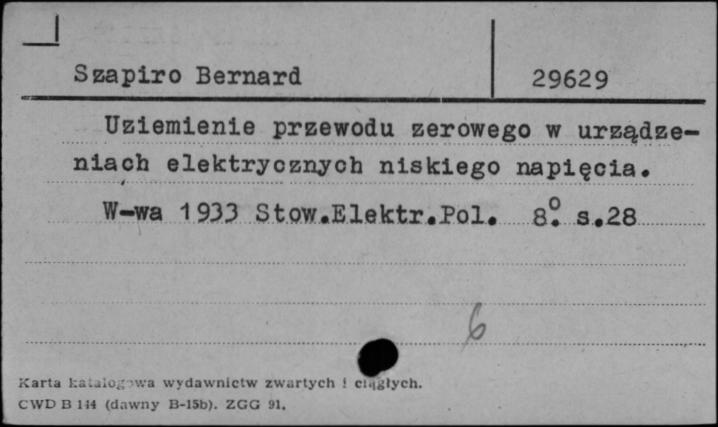 Szapiro Bernard 29629
Uziemienie przewodu zerowego w urządze-
niach elektrycznych niskiego napięcia.
W-wa 1933 Stow.Elektr.Pol. 8º. s.28
6
Karta katalogowa wydawnictw zwartych i ciągłych.
CWD B 144 (dawny B-15b). ZGG 91.